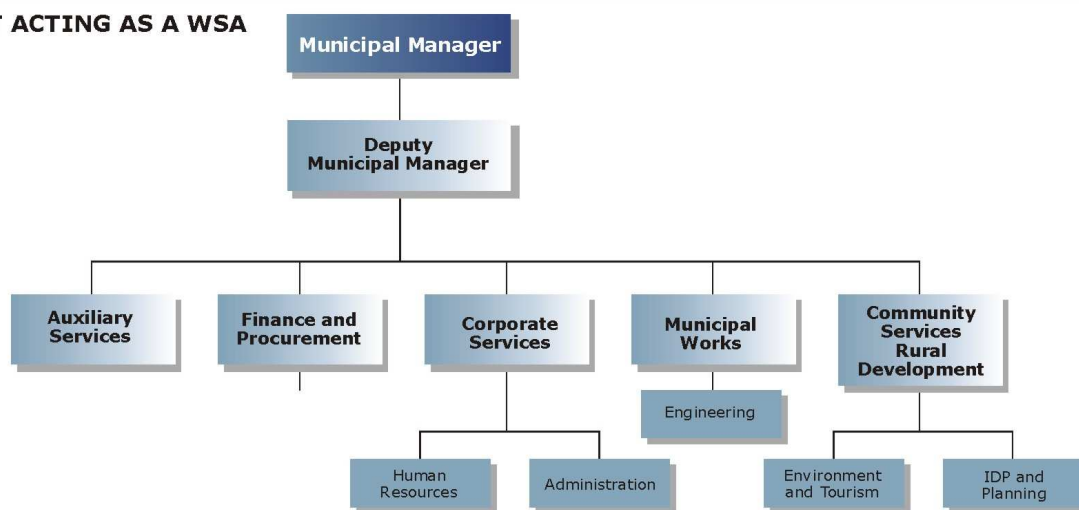 ACTING AS A WSA
Municipal Manager
Deputy
Municipal Manager
Auxiliary
Services
Finance and
Procurement
Corporate
Services
Municipal
Works
Community
Services
Rural
Development
Engineering
Human
Resources
Administration
Environment
and Tourism
IDP and
Planning